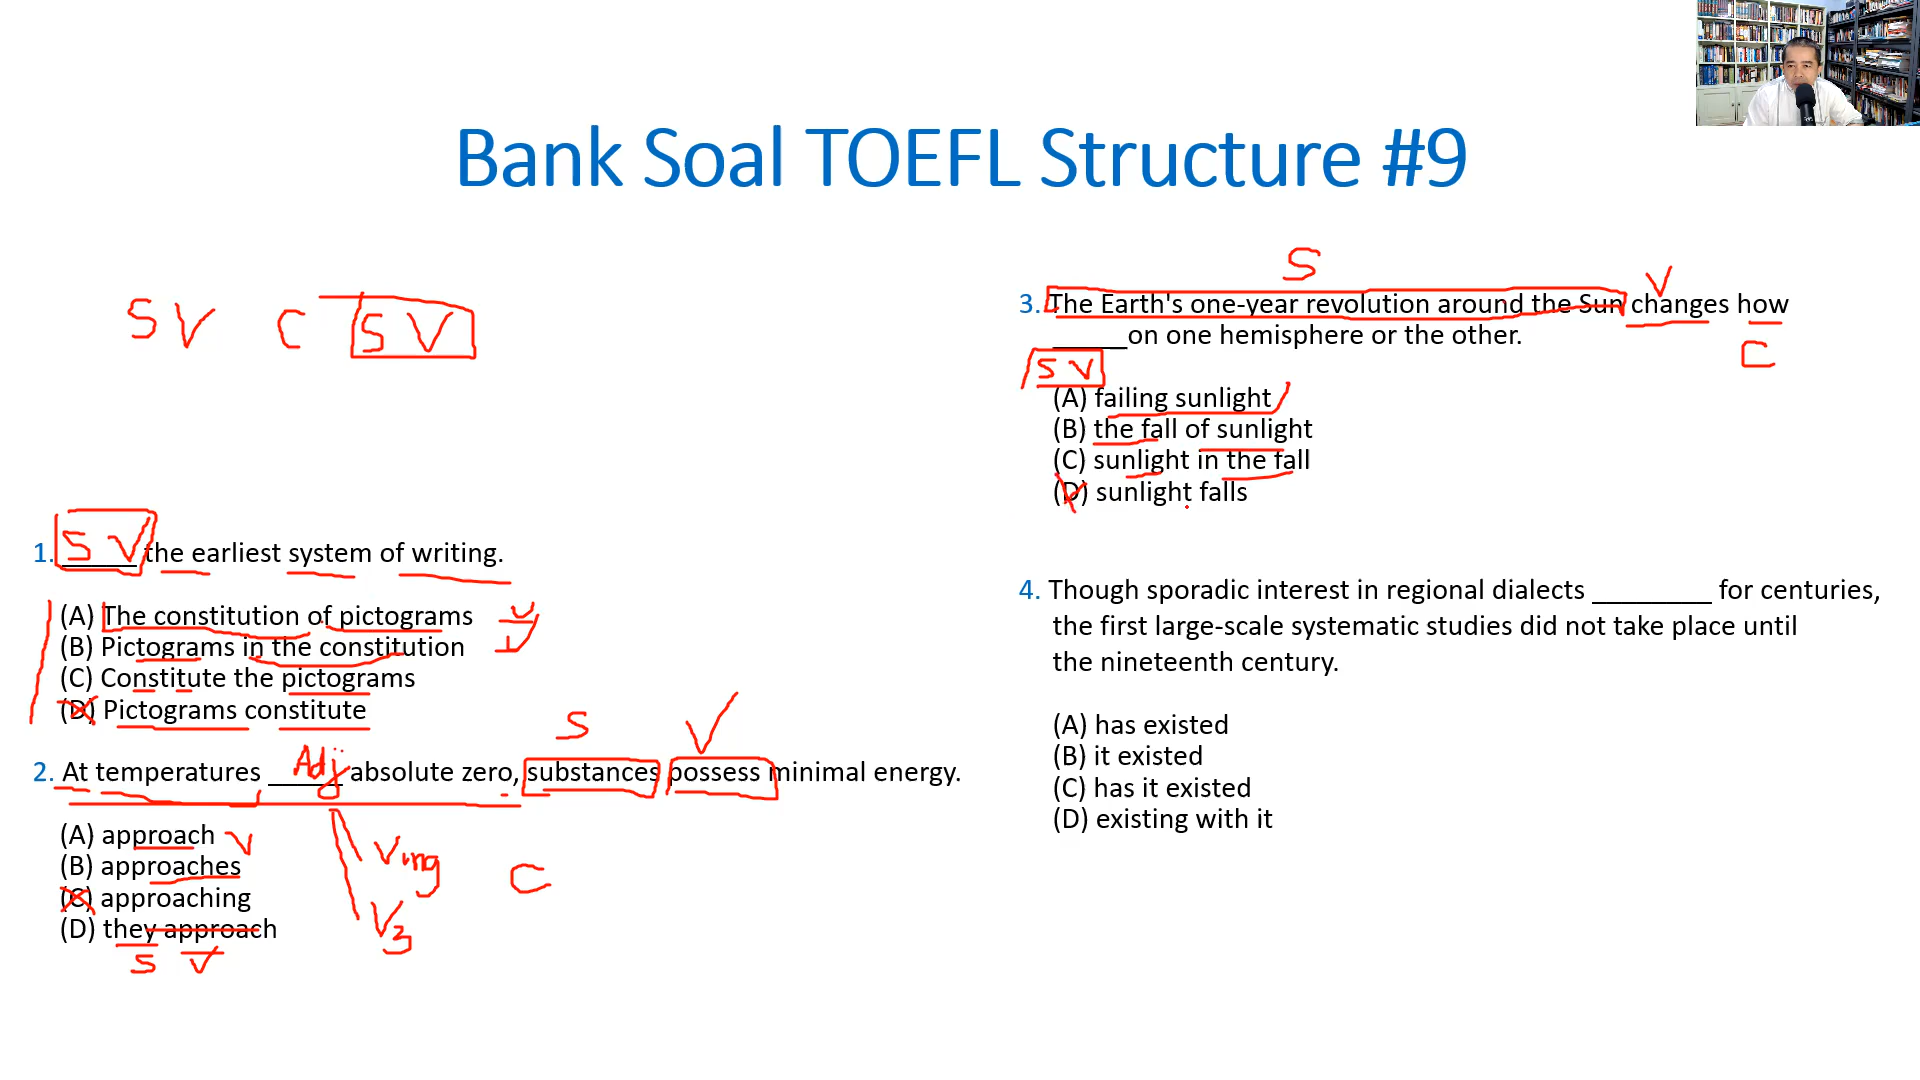 Bank Soal TOEFL Structure #9
S V C S V
1. S V the earliest system of writing.
(A) The constitution of pictograms
(B) Pictograms in the constitution
(C) Constitute the pictograms
(D) Pictograms constitute
S V
2. At temperatures Adj absolute zero, substances possess minimal energy.
(A) approach V
(B) approaches
(C) approaching
(D) they approach
S V
Ving
V3
C
S V
3. The Earth's one-year revolution around the Sun changes how
_____on one hemisphere or the other.
C
S V
(A) failing sunlight
(B) the fall of sunlight
(C) sunlight in the fall
(D) sunlight falls
4. Though sporadic interest in regional dialects ________ for centuries,
the first large-scale systematic studies did not take place until
the nineteenth century.
(A) has existed
(B) it existed
(C) has it existed
(D) existing with it